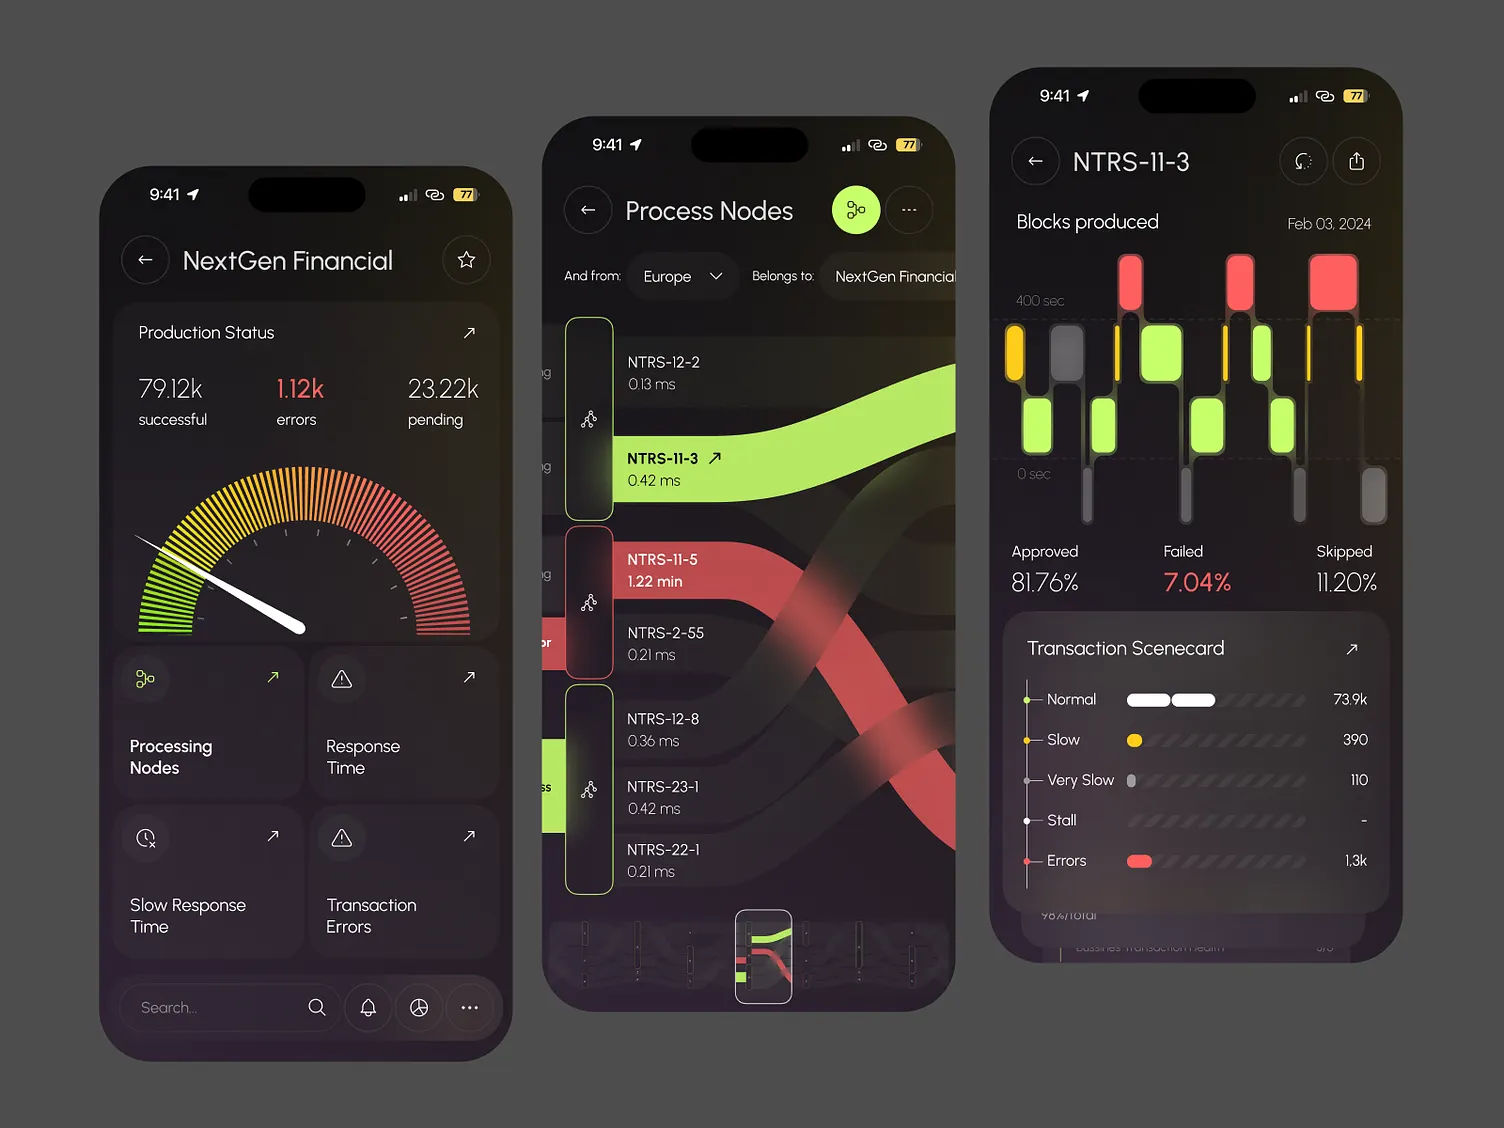 9:41
77
NextGen Financial
Production Status
79.12k
1.12k
23.22k
successful
errors
pending
Processing
Nodes
Response
Time
Slow Response
Time
Transaction
Errors
Search...
9:41
77
Process Nodes
And from:
Europe
Belongs to:
NextGen Financial
ng
NTRS-12-2
0.13 ms
ng
NTRS-11-3
0.42 ms
ng
NTRS-11-5
1.22 min
or
NTRS-2-55
0.21 ms
NTRS-12-8
0.36 ms
ss
NTRS-23-1
0.42 ms
NTRS-22-1
0.21 ms
9:41
77
NTRS-11-3
Blocks produced
Feb 03, 2024
400 sec
0 sec
Approved
Failed
Skipped
81.76%
7.04%
11.20%
Transaction Scenecard
Normal
73.9k
Slow
390
Very Slow
110
Stall
-
Errors
1,3k
98%/Total